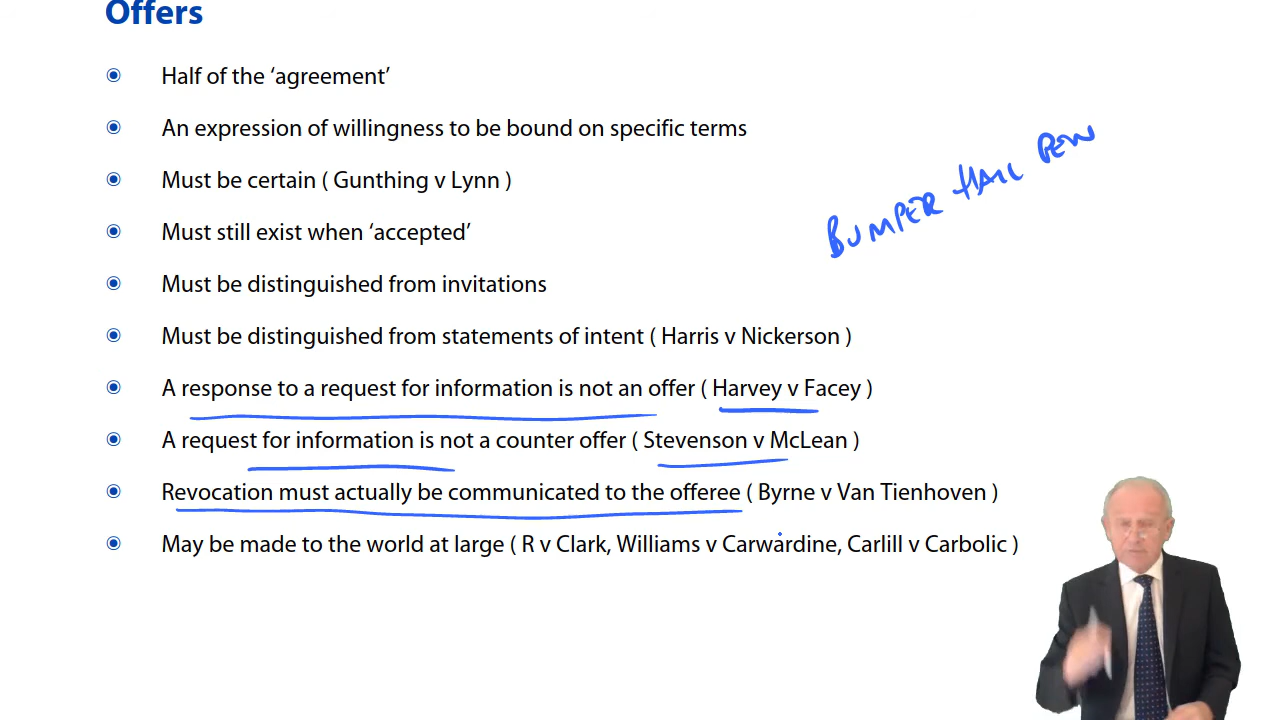 Offers
Half of the ‘agreement’
An expression of willingness to be bound on specific terms
Must be certain ( Gunthing v Lynn )
Must still exist when ‘accepted’
Must be distinguished from invitations
Must be distinguished from statements of intent ( Harris v Nickerson )
A response to a request for information is not an offer ( Harvey v Facey )
A request for information is not a counter offer ( Stevenson v McLean )
Revocation must actually be communicated to the offeree ( Byrne v Van Tienhoven )
May be made to the world at large ( R v Clark, Williams v Carwardine, Carlill v Carbolic )
BUMPER HALL PEN